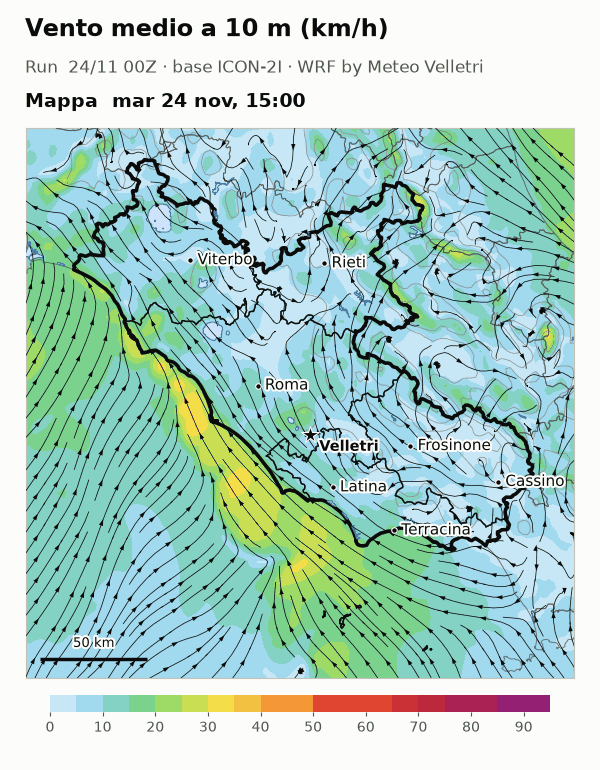 Vento medio a 10 m (km/h)
Run 24/11 00Z · base ICON-2I · WRF by Meteo Velletri
Mappa mar 24 nov, 15:00
Viterbo
Rieti
Roma
Velletri
Frosinone
Cassino
Latina
Terracina
50 km
0 10 20 30 40 50 60 70 80 90